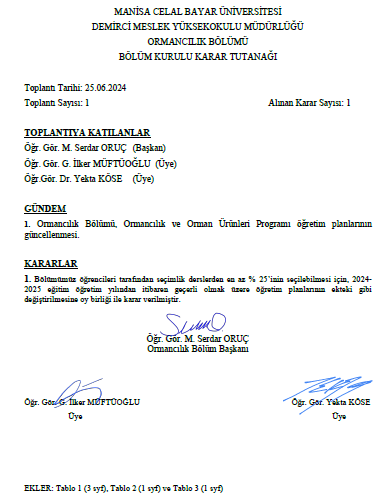 MANİSA CELAL BAYAR ÜNİVERSİTESİ
DEMİRCİ MESLEK YÜKSEKOKULU MÜDÜRLÜĞÜ
ORMANCILIK BÖLÜMÜ
BÖLÜM KURULU KARAR TUTANAĞI
Toplantı Tarihi: 25.06.2024
Toplantı Sayısı: 1 Alınan Karar Sayısı: 1
TOPLANTIYA KATILANLAR
Öğr. Gör. M. Serdar ORUÇ (Başkan)
Öğr. Gör. G. İlker MÜFTÜOĞLU (Üye)
Öğr.Gör. Dr. Yekta KÖSE (Üye)
GÜNDEM
1. Ormancılık Bölümü, Ormancılık ve Orman Ürünleri Programı öğretim planlarının
güncellenmesi.
KARARLAR
1. Bölümümüz öğrencileri tarafından seçimlik derslerden en az % 25'inin seçilebilmesi için, 2024-
2025 eğitim öğretim yılından itibaren geçerli olmak üzere öğretim planlarının ekteki gibi
değiştirilmesine oy birliği ile karar verilmiştir.
Öğr. Gör. M. Serdar ORUÇ
Ormancılık Bölüm Başkanı
Öğr. Gör. G. İlker MÜFTÜOĞLU Öğr. Gör. Yekta KÖSE
Üye Üye
EKLER: Tablo 1 (3 syf), Tablo 2 (1 syf) ve Tablo 3 (1 syf)